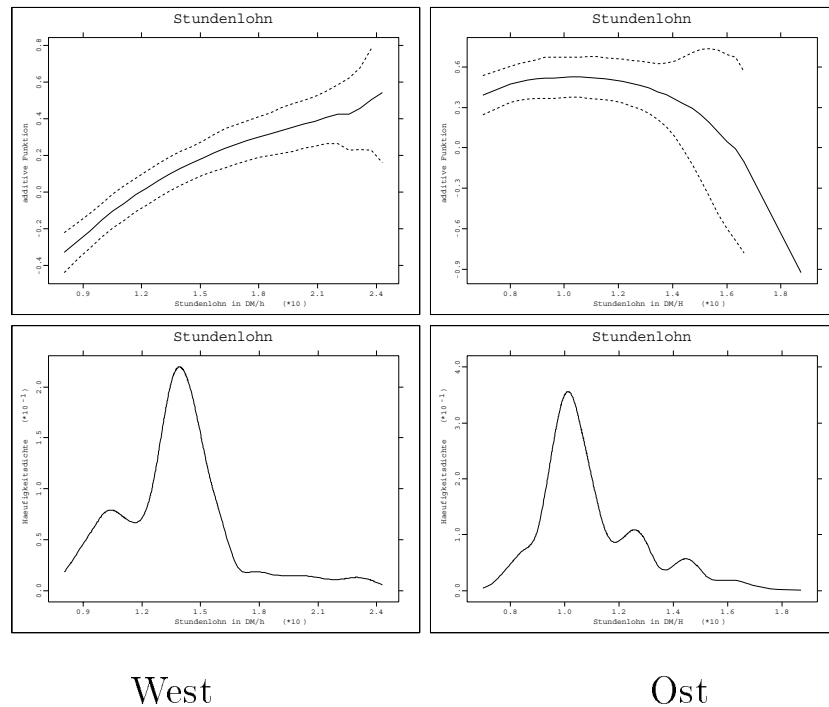 Stundenlohn
additive Funktion
0.8
0.6
0.4
0.2
0.0
-0.2
-0.4
0.9 1.2 1.5 1.8 2.1 2.4
Stundenlohn in DM/h (*10)
Stundenlohn
additive Funktion
0.6
0.3
0.0
-0.3
-0.6
-0.9
0.8 1.0 1.2 1.4 1.6 1.8
Stundenlohn in DM/H (*10)
Stundenlohn
Haeufigkeitsdichte (*10 -1)
2.0
1.5
1.0
0.5
0.0
0.9 1.2 1.5 1.8 2.1 2.4
Stundenlohn in DM/h (*10)
Stundenlohn
Haeufigkeitsdichte (*10 -1)
4.0
3.0
2.0
1.0
0.0
0.8 1.0 1.2 1.4 1.6 1.8
Stundenlohn in DM/H (*10)
West Ost